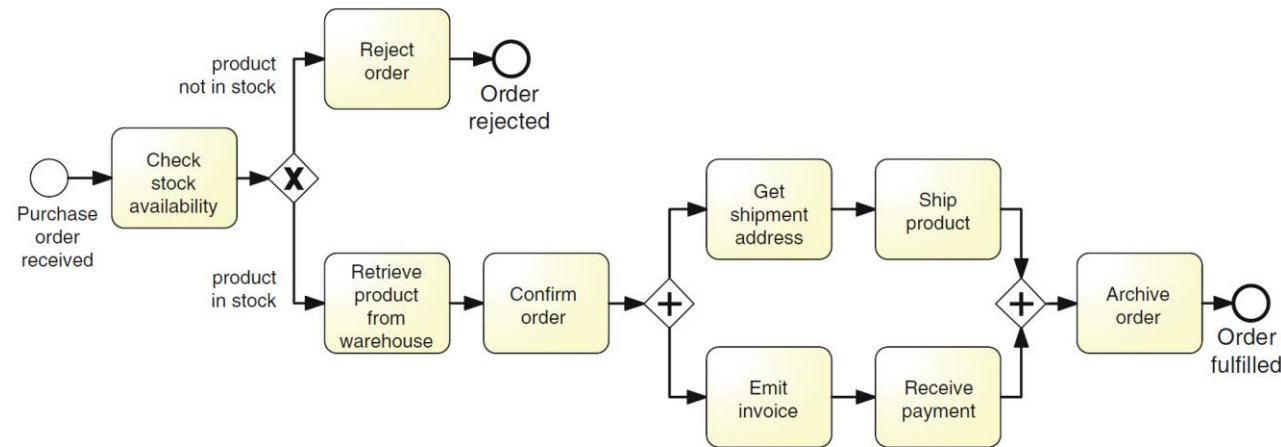 product
not in stock
Reject
order
Order
rejected
Check
stock
availability
Purchase
order
received
product
in stock
Retrieve
product
from
warehouse
Confirm
order
Get
shipment
address
Ship
product
Emit
invoice
Receive
payment
Archive
order
Order
fulfilled